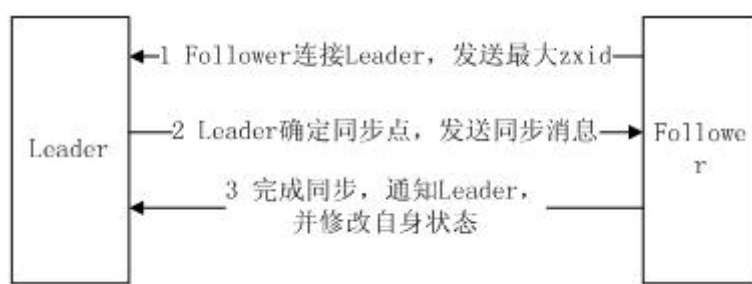 1 Follower连接Leader，发送最大zxid
2 Leader确定同步点，发送同步消息
Leader
Followe
r
3 完成同步，通知Leader，
并修改自身状态